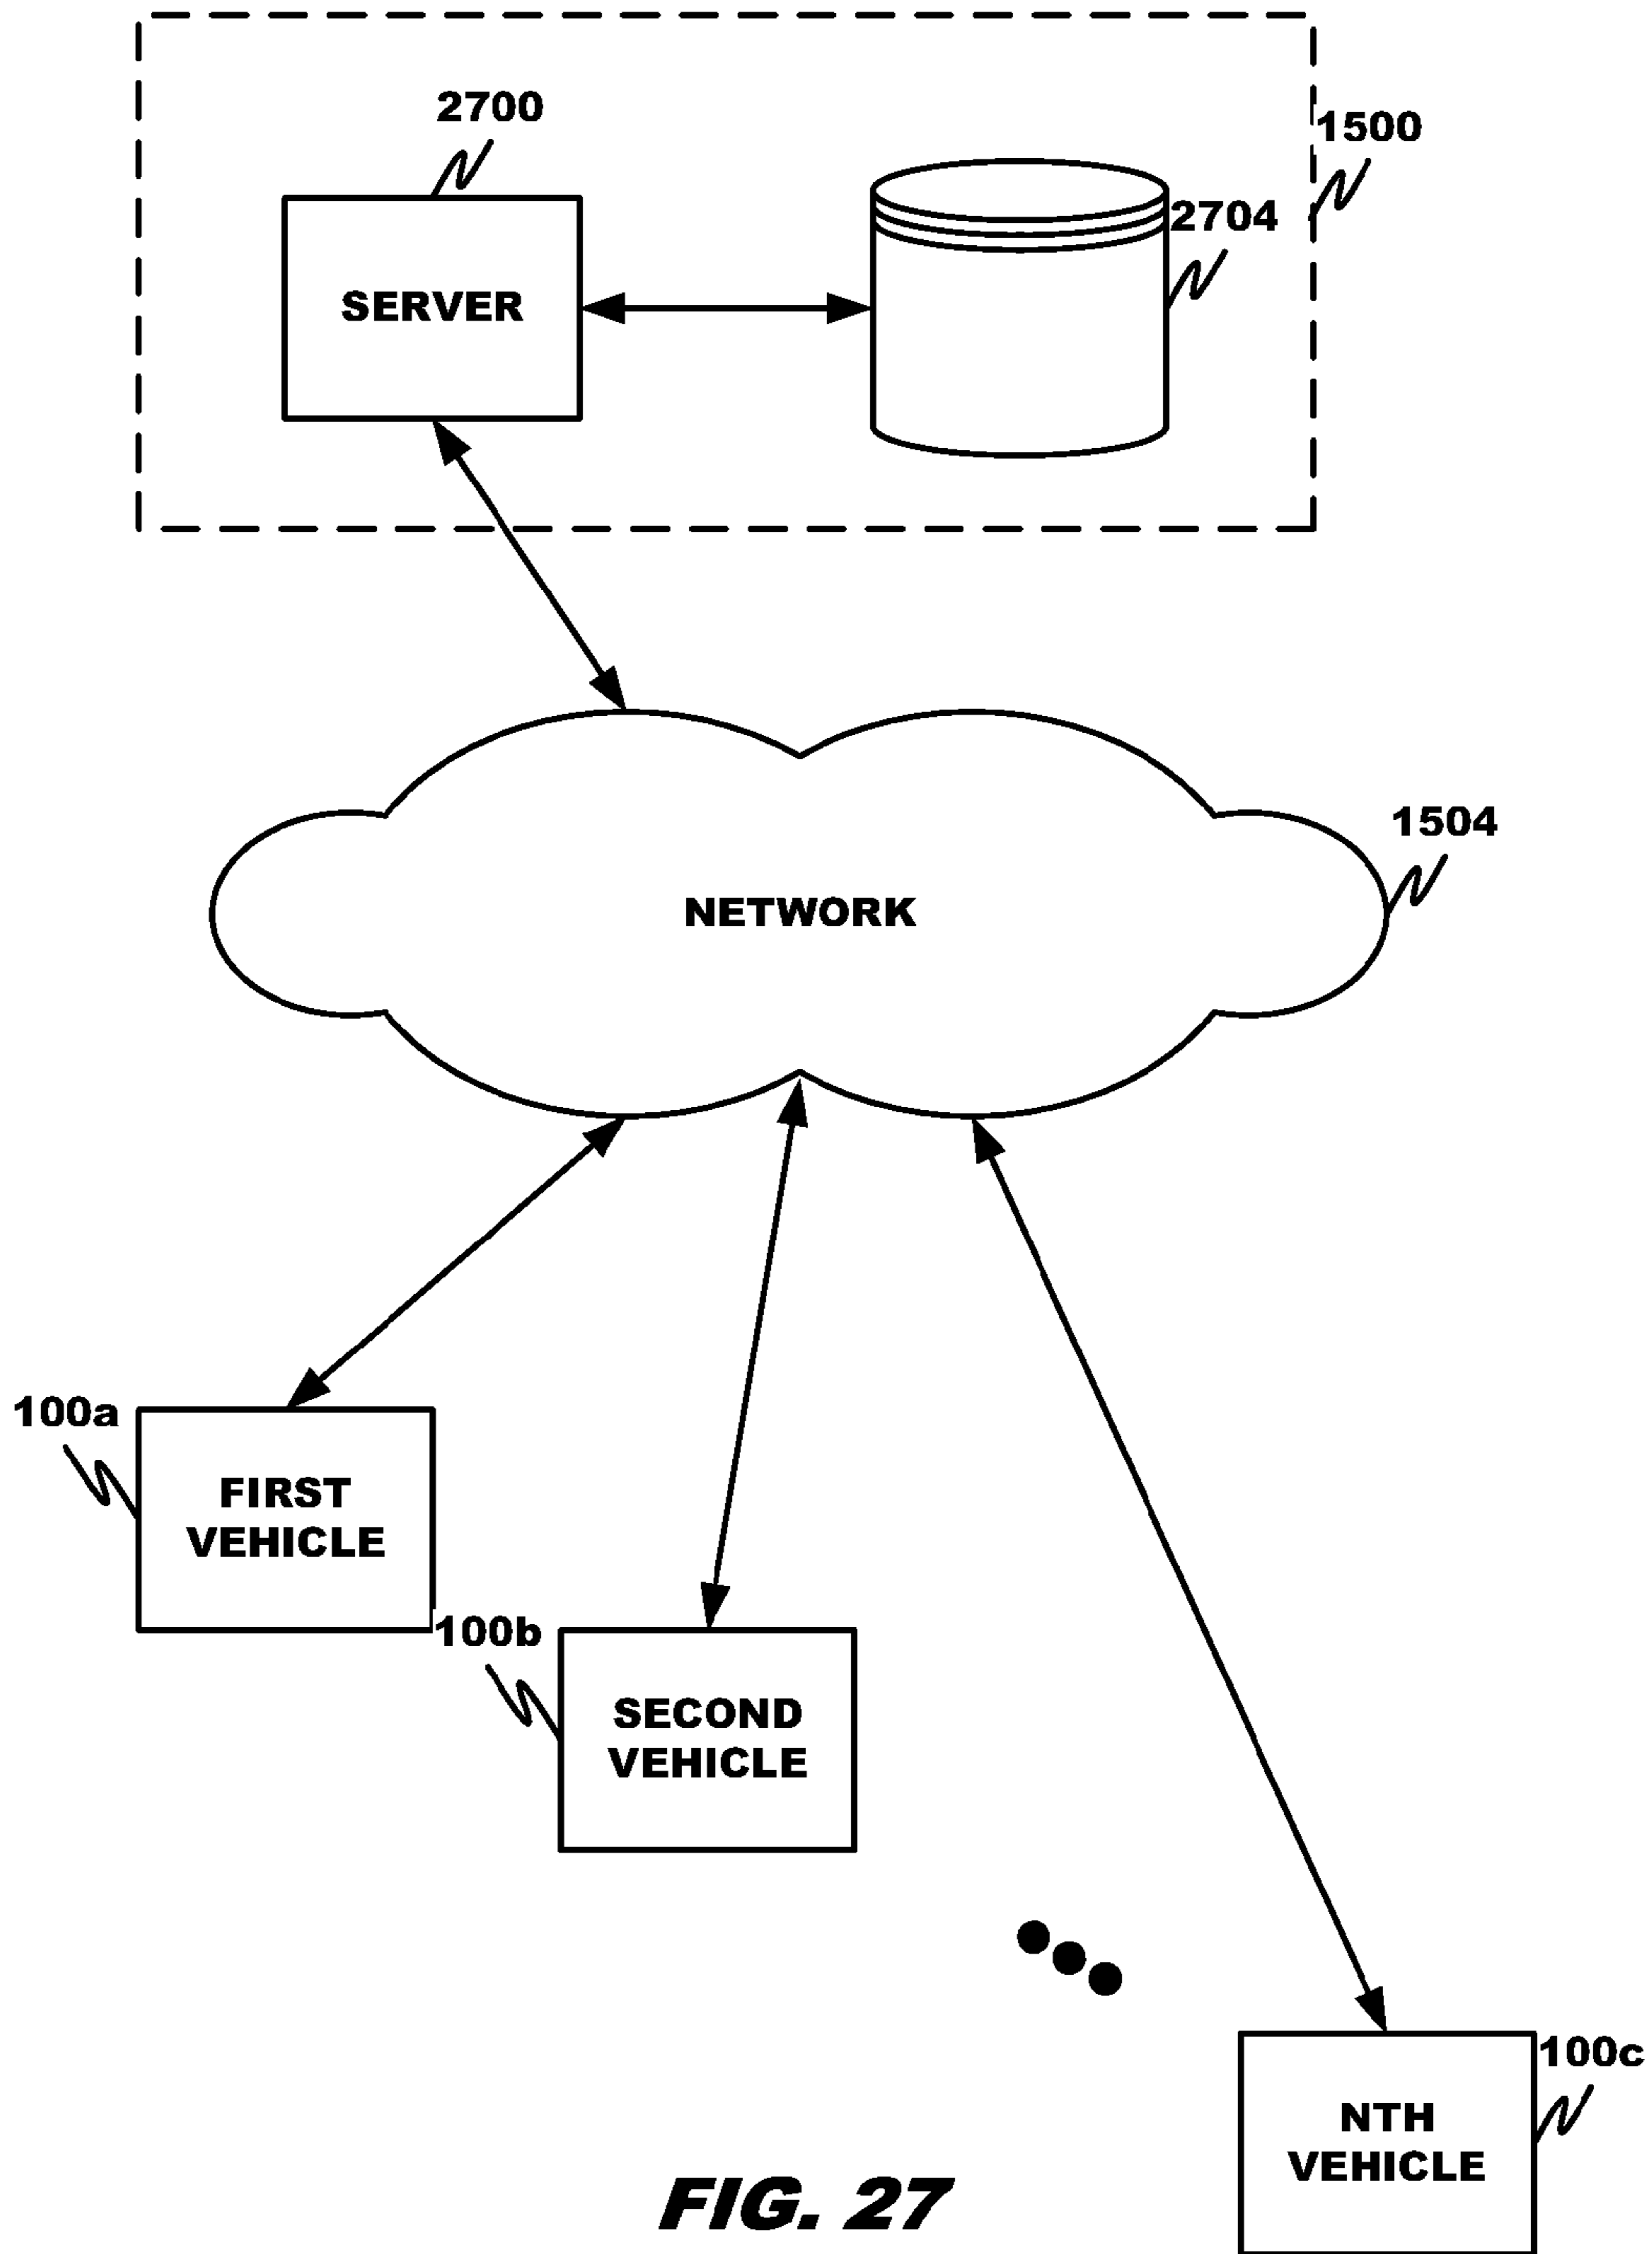 2700
1500
2704
SERVER
1504
NETWORK
100a
FIRST
VEHICLE
100b
SECOND
VEHICLE
100c
NTH
VEHICLE
FIG. 27